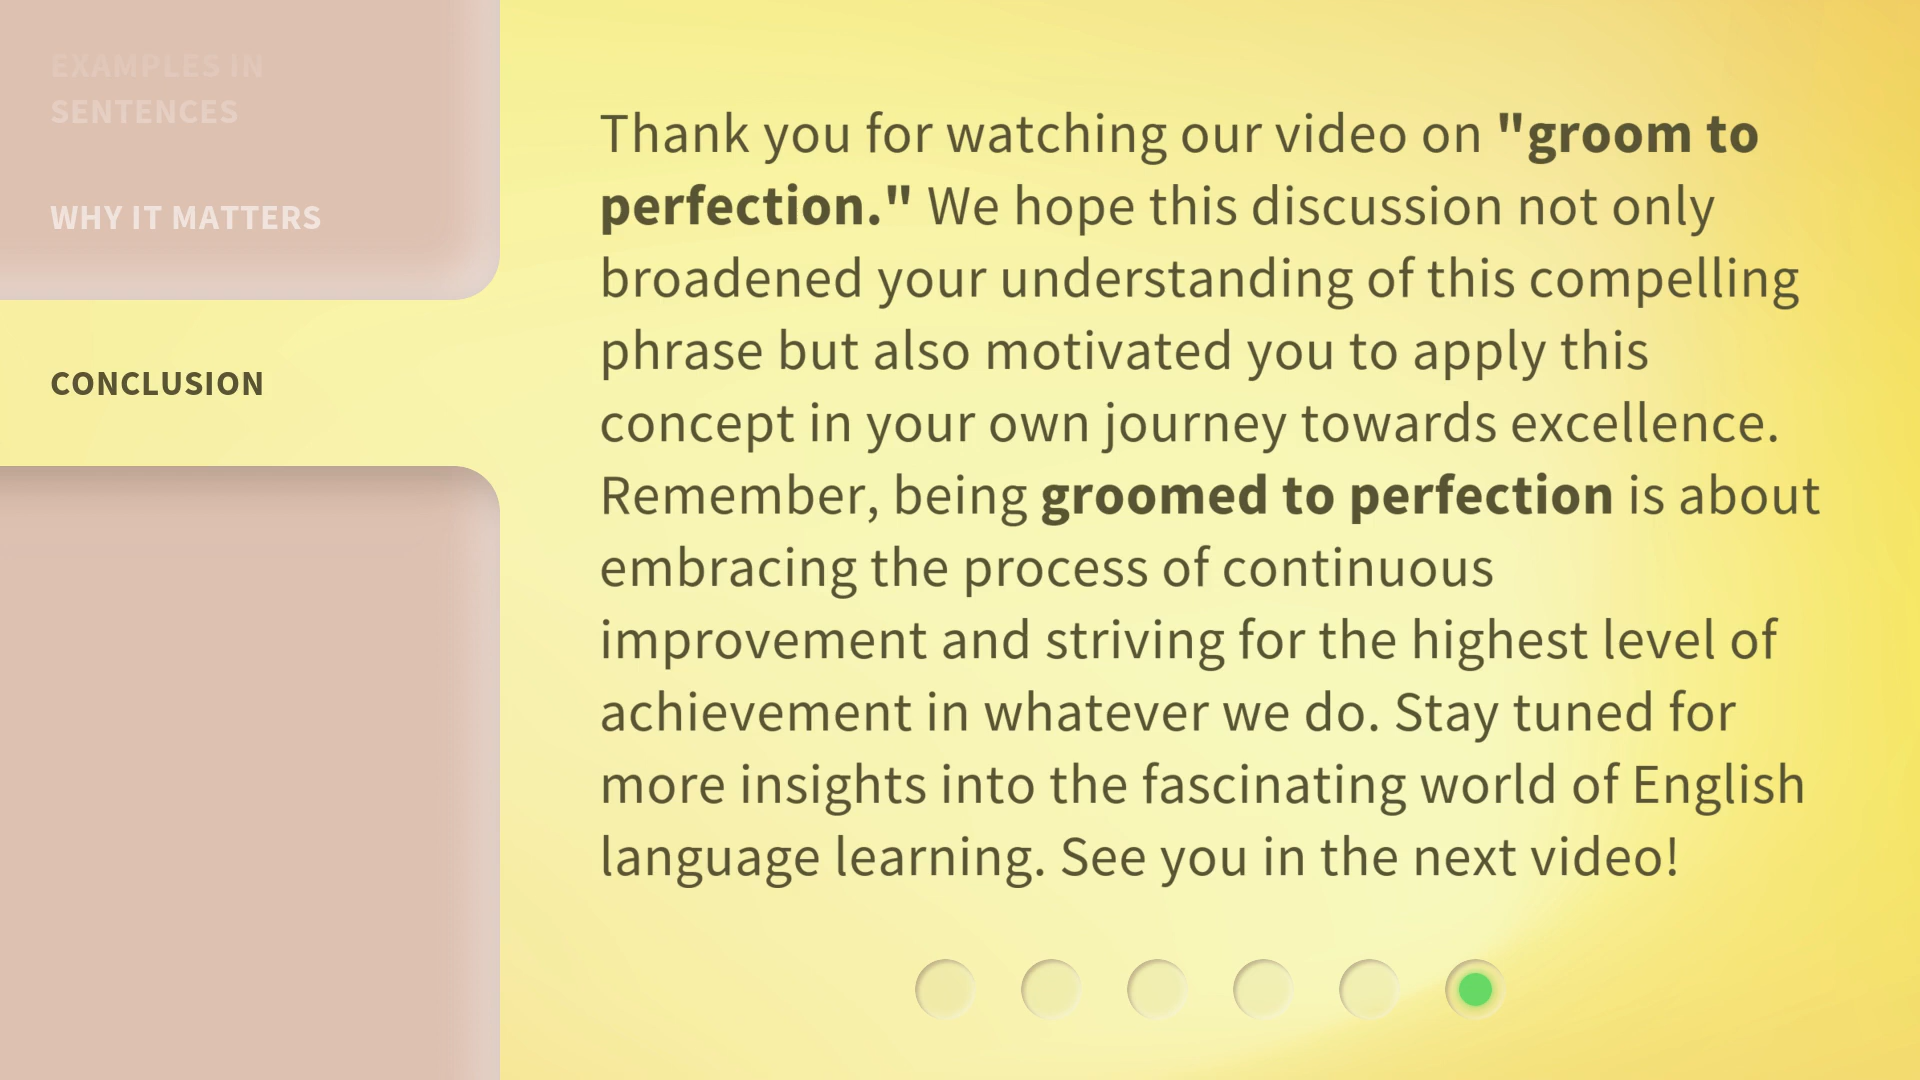 EXAMPLES IN
SENTENCES
WHY IT MATTERS
CONCLUSION
Thank you for watching our video on "groom to
perfection." We hope this discussion not only
broadened your understanding of this compelling
phrase but also motivated you to apply this
concept in your own journey towards excellence.
Remember, being groomed to perfection is about
embracing the process of continuous
improvement and striving for the highest level of
achievement in whatever we do. Stay tuned for
more insights into the fascinating world of English
language learning. See you in the next video!